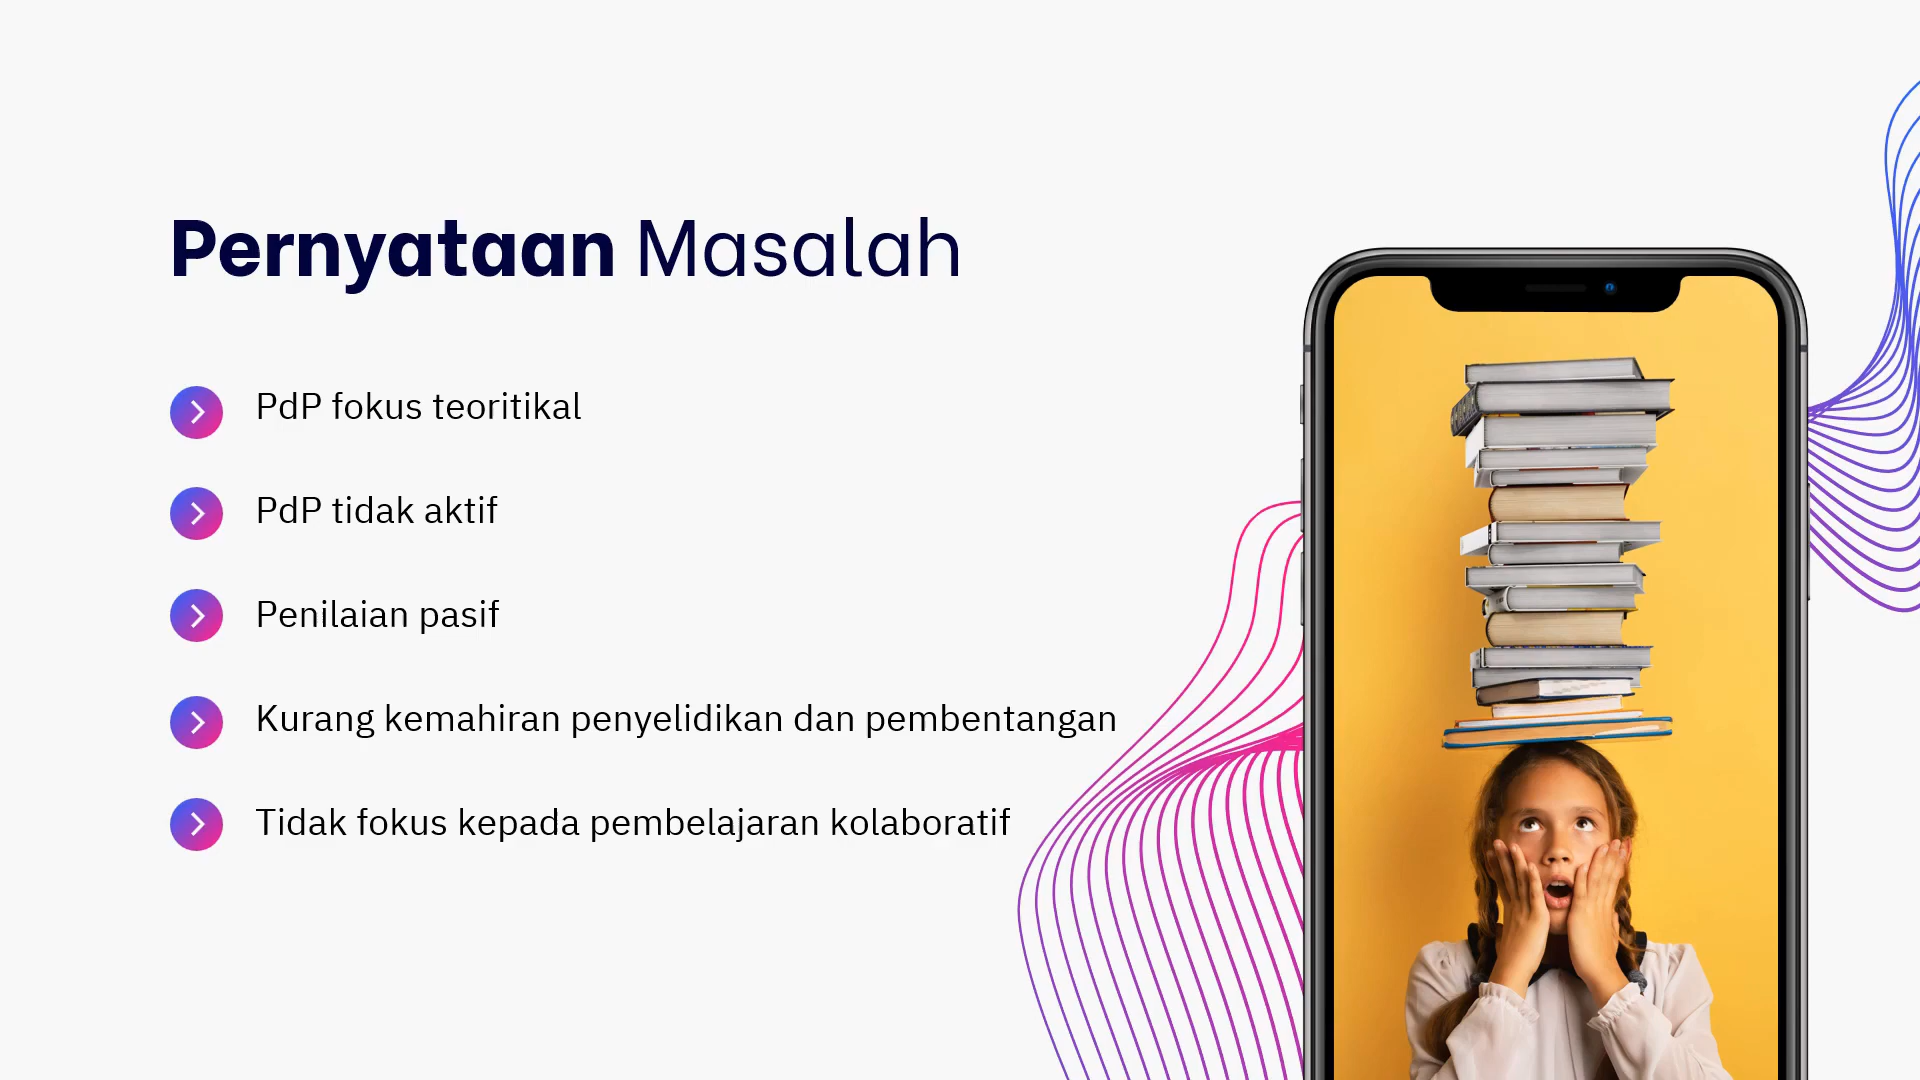 Pernyataan Masalah
PdP fokus teoritikal
PdP tidak aktif
Penilaian pasif
Kurang kemahiran penyelidikan dan pembentangan
Tidak fokus kepada pembelajaran kolaboratif